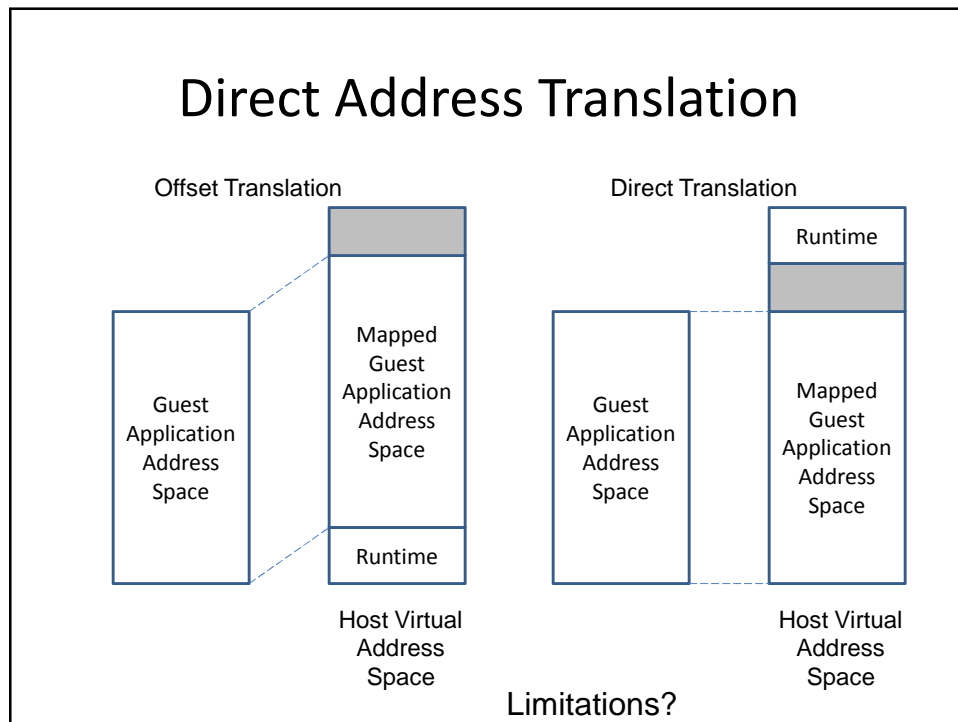 Direct Address Translation
Offset Translation
Guest
Application
Address
Space
Mapped
Guest
Application
Address
Space
Runtime
Host Virtual
Address
Space
Direct Translation
Guest
Application
Address
Space
Runtime
Mapped
Guest
Application
Address
Space
Host Virtual
Address
Space
Limitations?